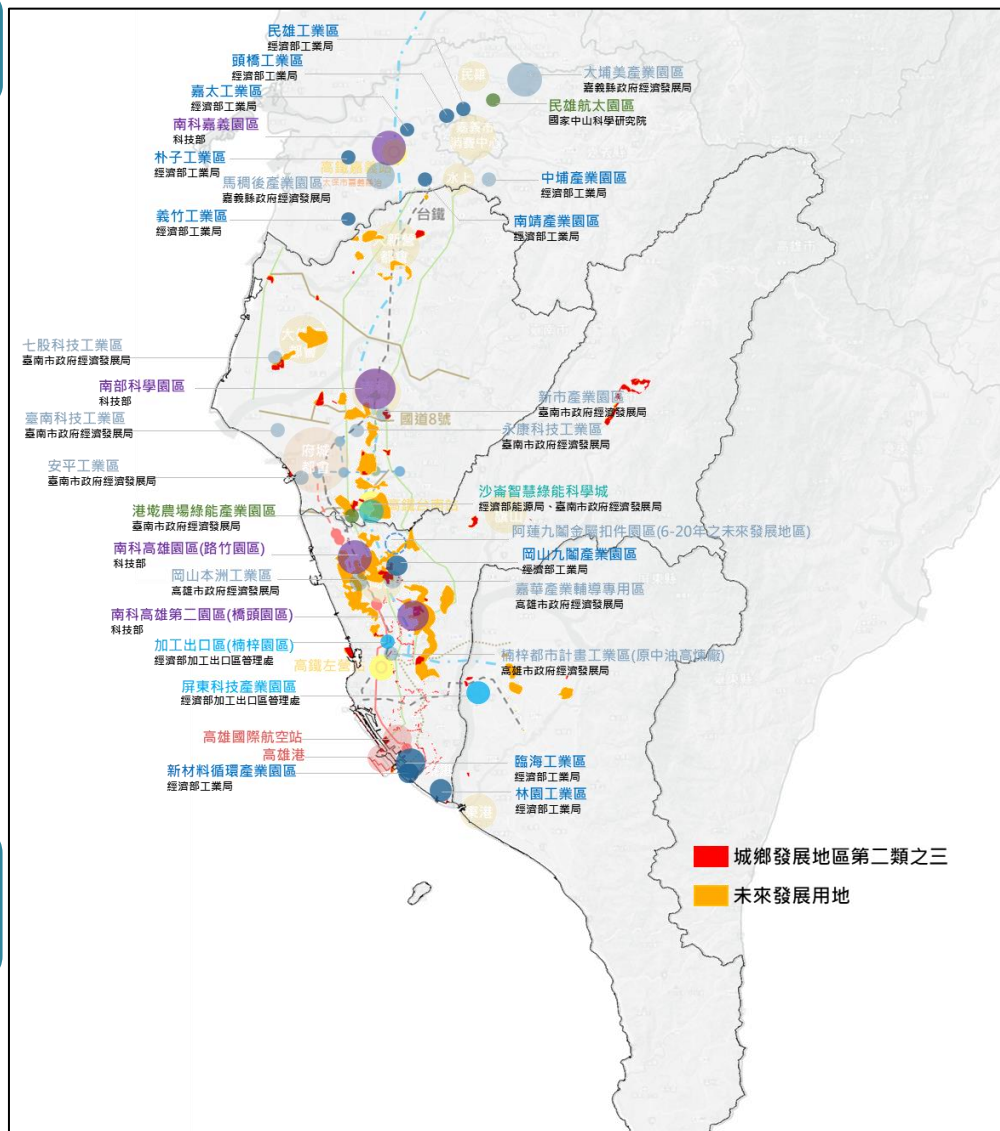 民雄工業區
經濟部工業局
頭橋工業區
經濟部工業局
嘉太工業區
經濟部工業局
南科嘉義園區
科技部
朴子工業區
經濟部工業局
馬稠後產業園區
嘉義縣政府經濟發展局
義竹工業區
經濟部工業局
民雄
大埔美產業園區
嘉義縣政府經濟發展局
民雄航太園區
國家中山科學研究院
水上
中埔產業園區
經濟部工業局
台鐵
南靖產業園區
經濟部工業局
七股科技工業區
臺南市政府經濟發展局
南部科學園區
科技部
國道8號
新市產業園區
臺南市政府經濟發展局
臺南科技工業區
臺南市政府經濟發展局
永康科技工業區
臺南市政府經濟發展局
府城
安平工業區
臺南市政府經濟發展局
高鐵台南站
沙崙智慧綠能科學城
經濟部能源局、臺南市政府經濟發展局
港墘農場綠能產業園區
臺南市政府經濟發展局
阿蓮九鬮金屬扣件園區(6-20年之未來發展地區)
南科高雄園區(路竹園區)
科技部
岡山九鬮產業園區
經濟部工業局
岡山本洲工業區
高雄市政府經濟發展局
嘉華產業輔導專用區
高雄市政府經濟發展局
南科高雄第二園區(橋頭園區)
科技部
加工出口區(楠梓園區)
經濟部加工出口區管理處
楠梓都市計畫工業區(原中油高煉廠)
高雄市政府經濟發展局
高鐵左營
屏東科技產業園區
經濟部加工出口區管理處
高雄國際航空站
高雄港
新材料循環產業園區
經濟部工業局
臨海工業區
經濟部工業局
林園工業區
經濟部工業局
東港
城鄉發展地區第二類之三
未來發展用地